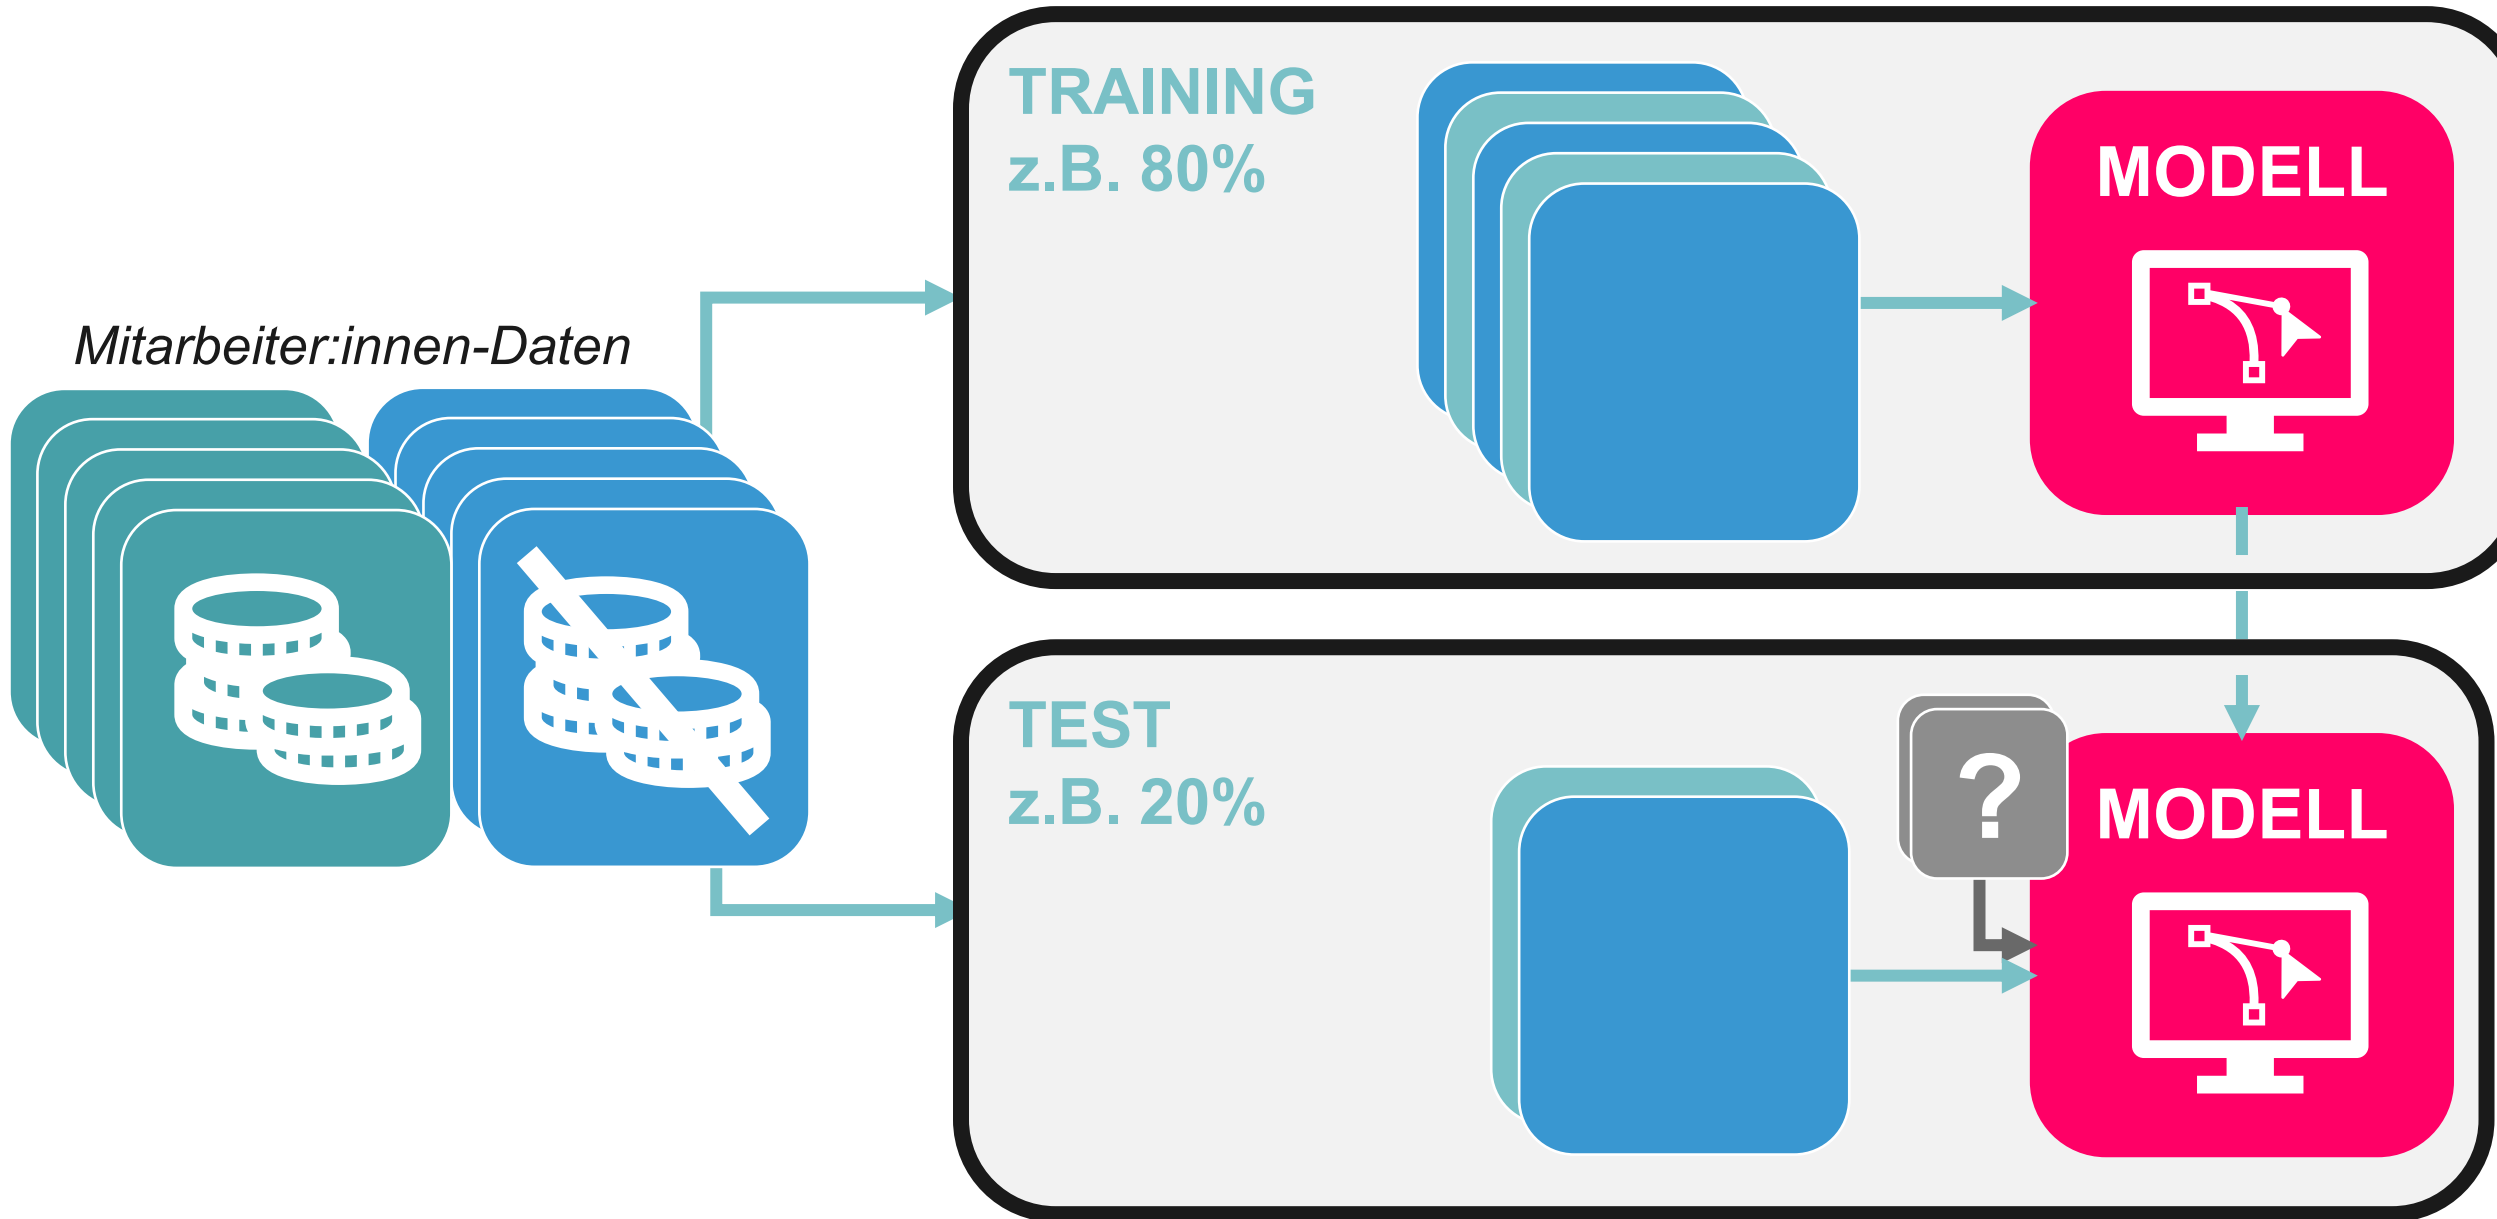 TRAINING
z.B. 80%
MODELL
Mitarbeiter:innen-Daten
TEST
z.B. 20%
?
MODELL